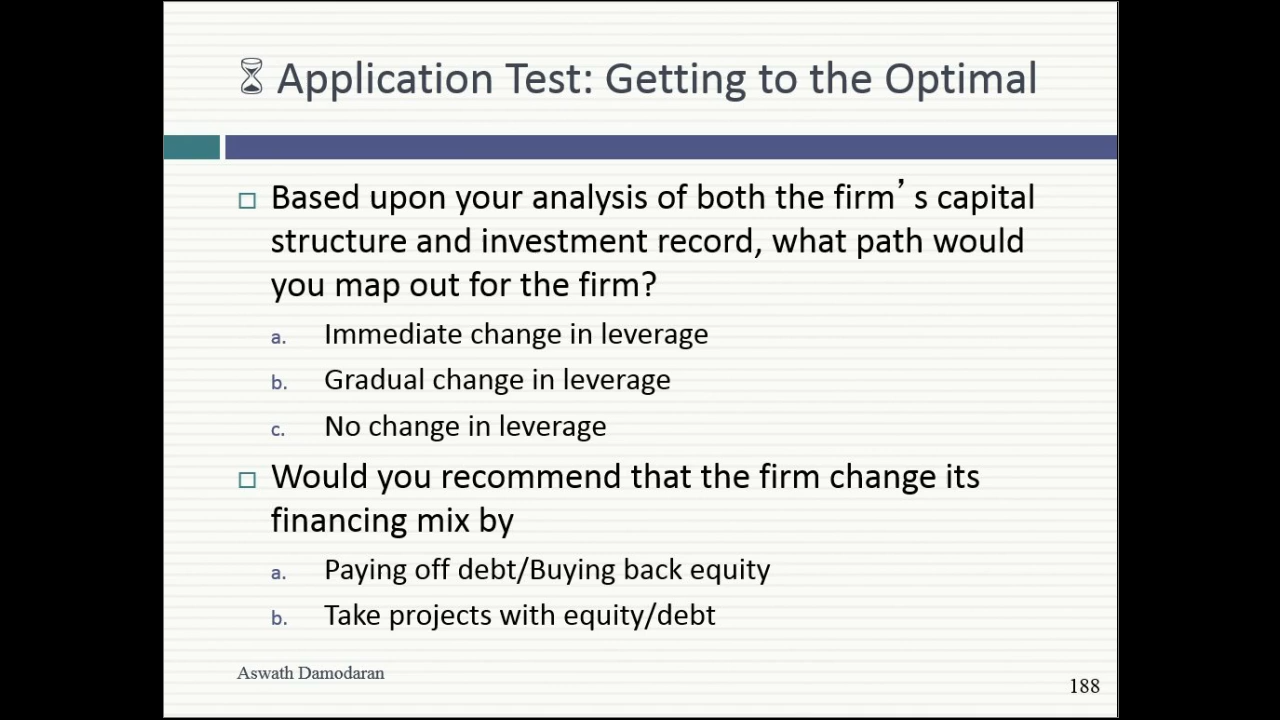 ⌛ Application Test: Getting to the Optimal
Based upon your analysis of both the firm’s capital
structure and investment record, what path would
you map out for the firm?
a. Immediate change in leverage
b. Gradual change in leverage
c. No change in leverage
Would you recommend that the firm change its
financing mix by
a. Paying off debt/Buying back equity
b. Take projects with equity/debt
Aswath Damodaran
188